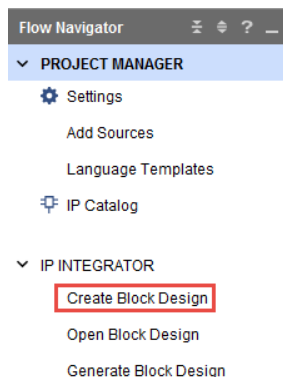 Flow Navigator ?
PROJECT MANAGER
Settings
Add Sources
Language Templates
IP Catalog
IP INTEGRATOR
Create Block Design
Open Block Design
Generate Block Design